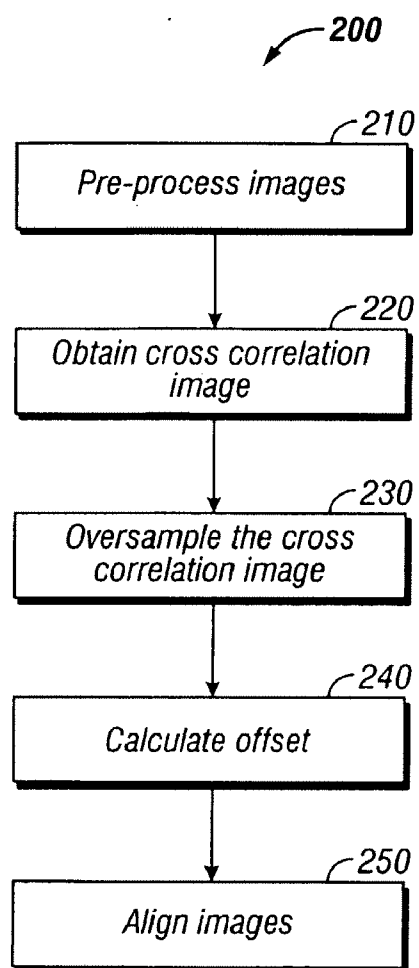 200
210
Pre-process images
220
Obtain cross correlation
image
230
Oversample the cross
correlation image
240
Calculate offset
250
Align images